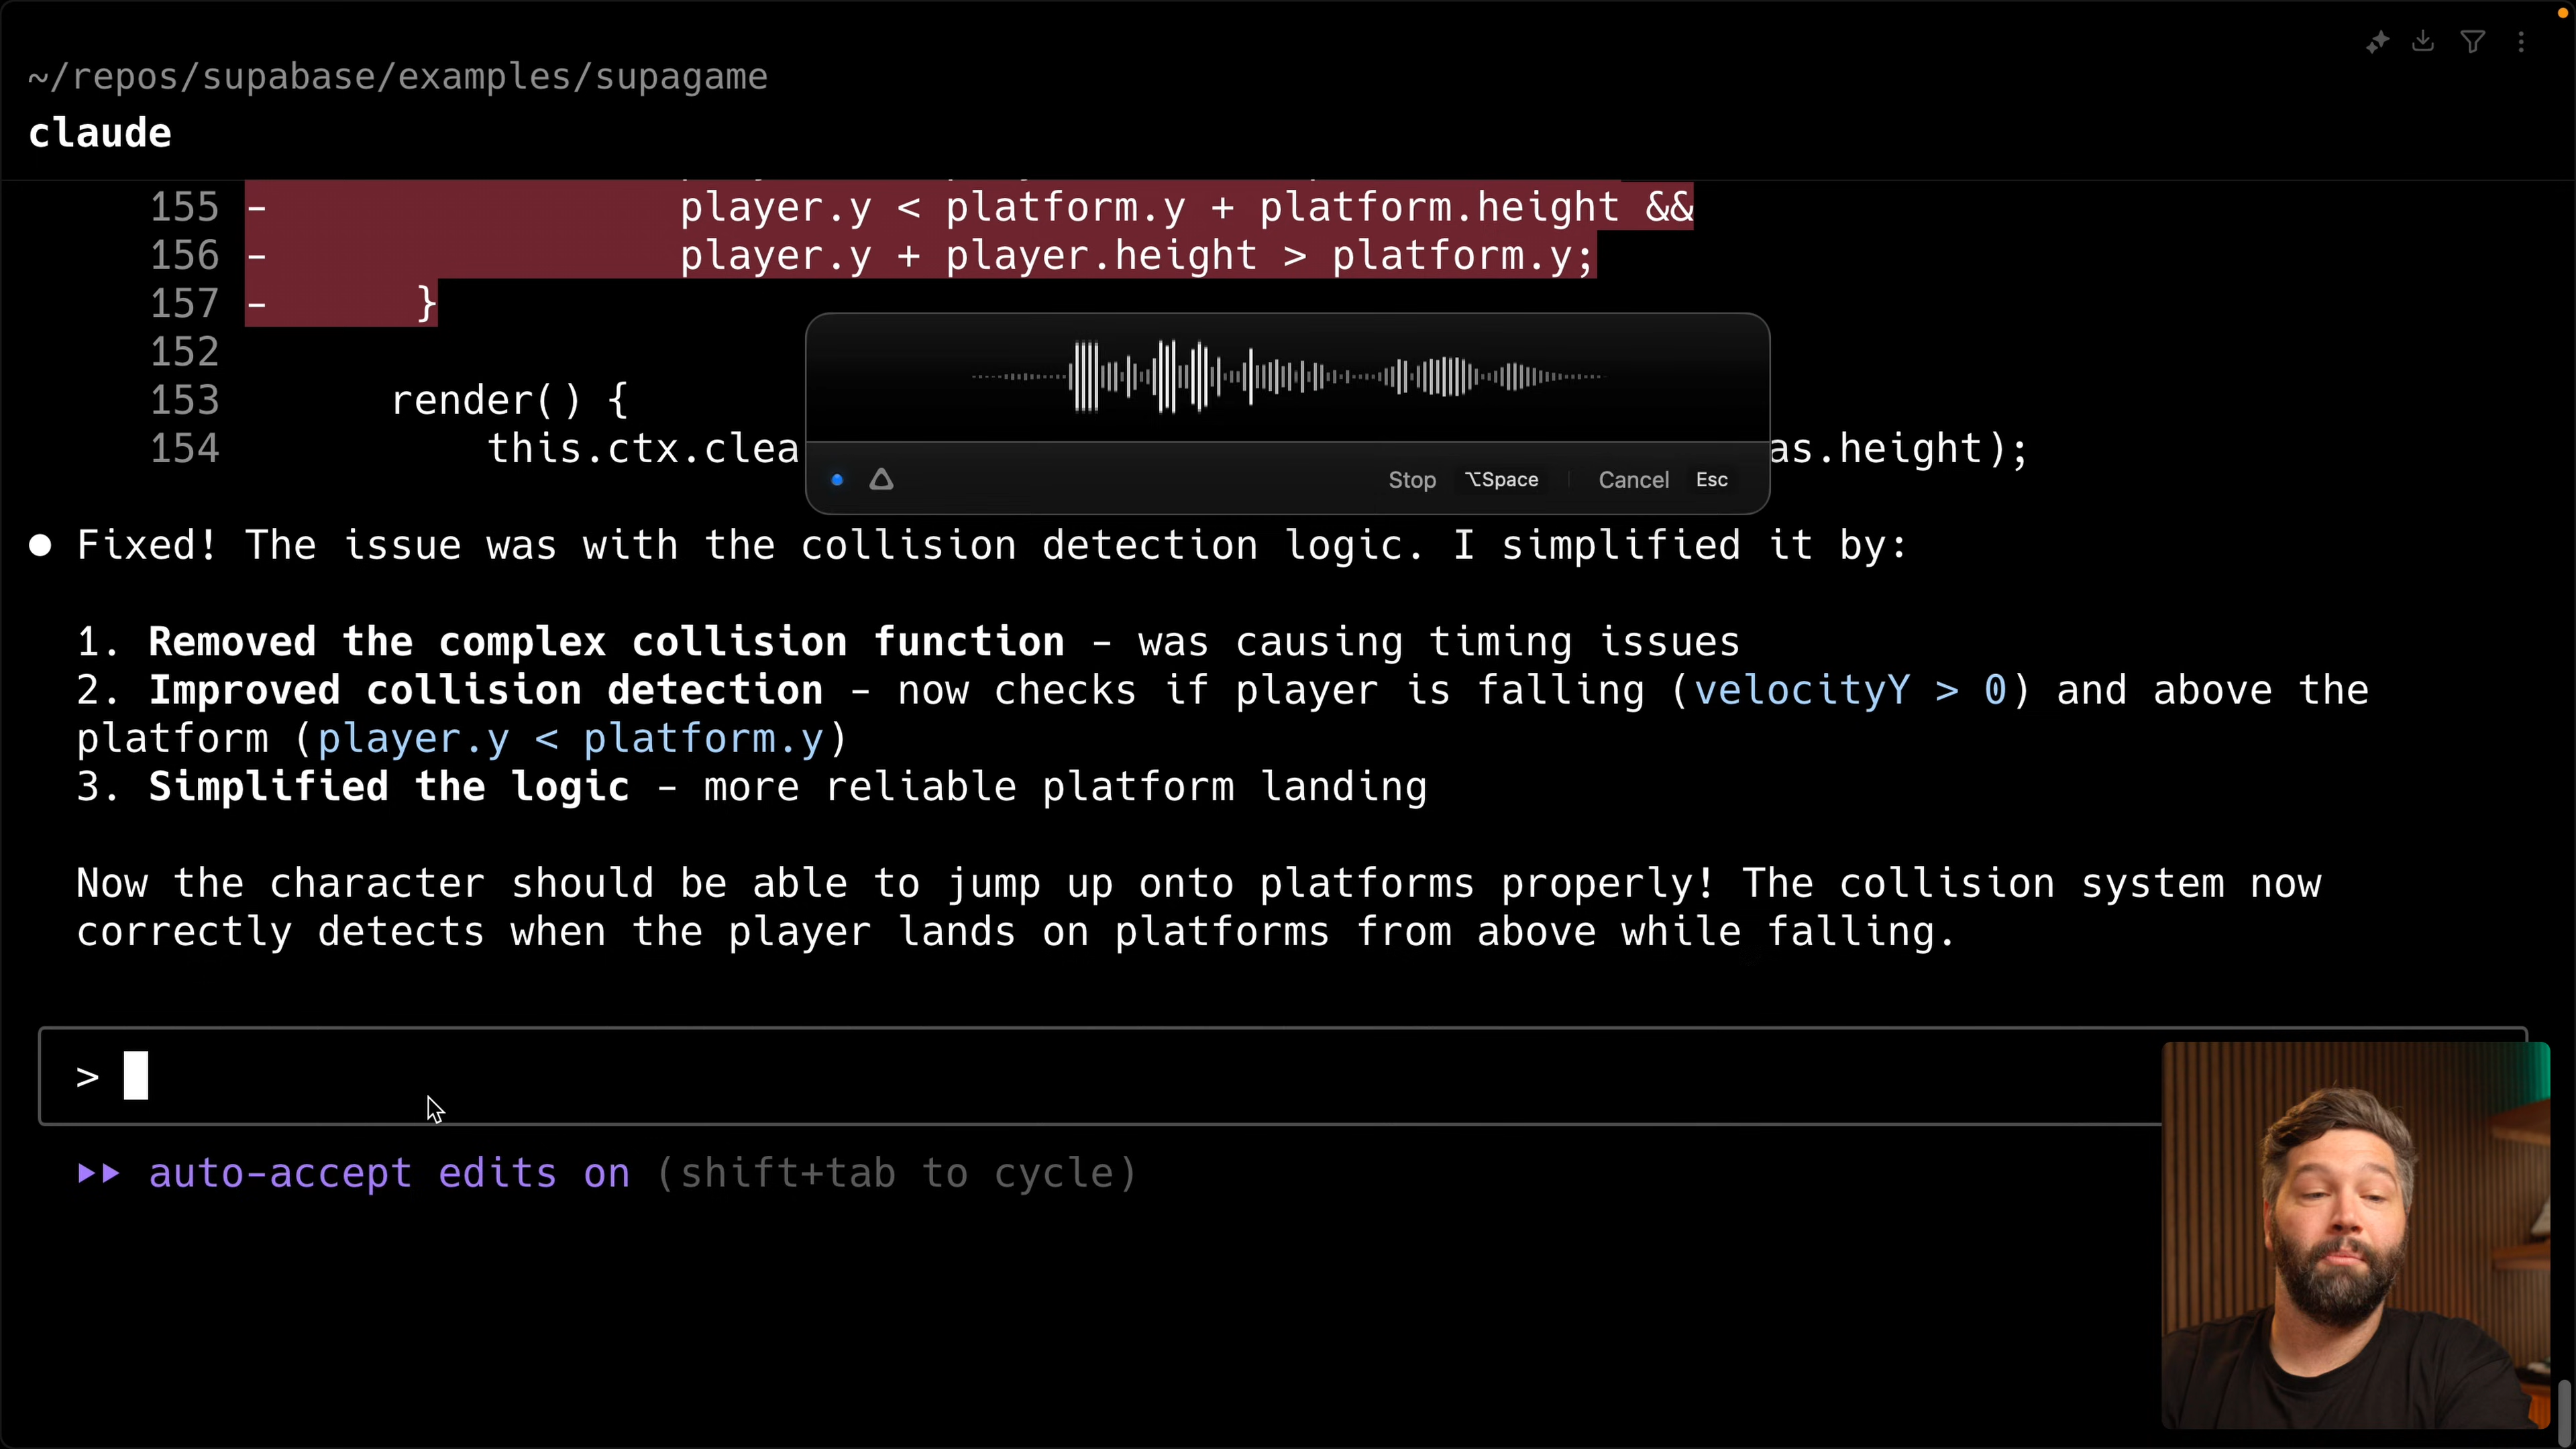 ~/repos/supabase/examples/supagame
claude
155 - player.y < platform.y + platform.height &&
156 - player.y + player.height > platform.y;
157 - }
152
153 render() {
154 this.ctx.clea as.height);
Stop ⌥Space Cancel Esc
● Fixed! The issue was with the collision detection logic. I simplified it by:
1. Removed the complex collision function - was causing timing issues
2. Improved collision detection - now checks if player is falling (velocityY > 0) and above the
platform (player.y < platform.y)
3. Simplified the logic - more reliable platform landing
Now the character should be able to jump up onto platforms properly! The collision system now
correctly detects when the player lands on platforms from above while falling.
>
⏵⏵ auto-accept edits on (shift+tab to cycle)